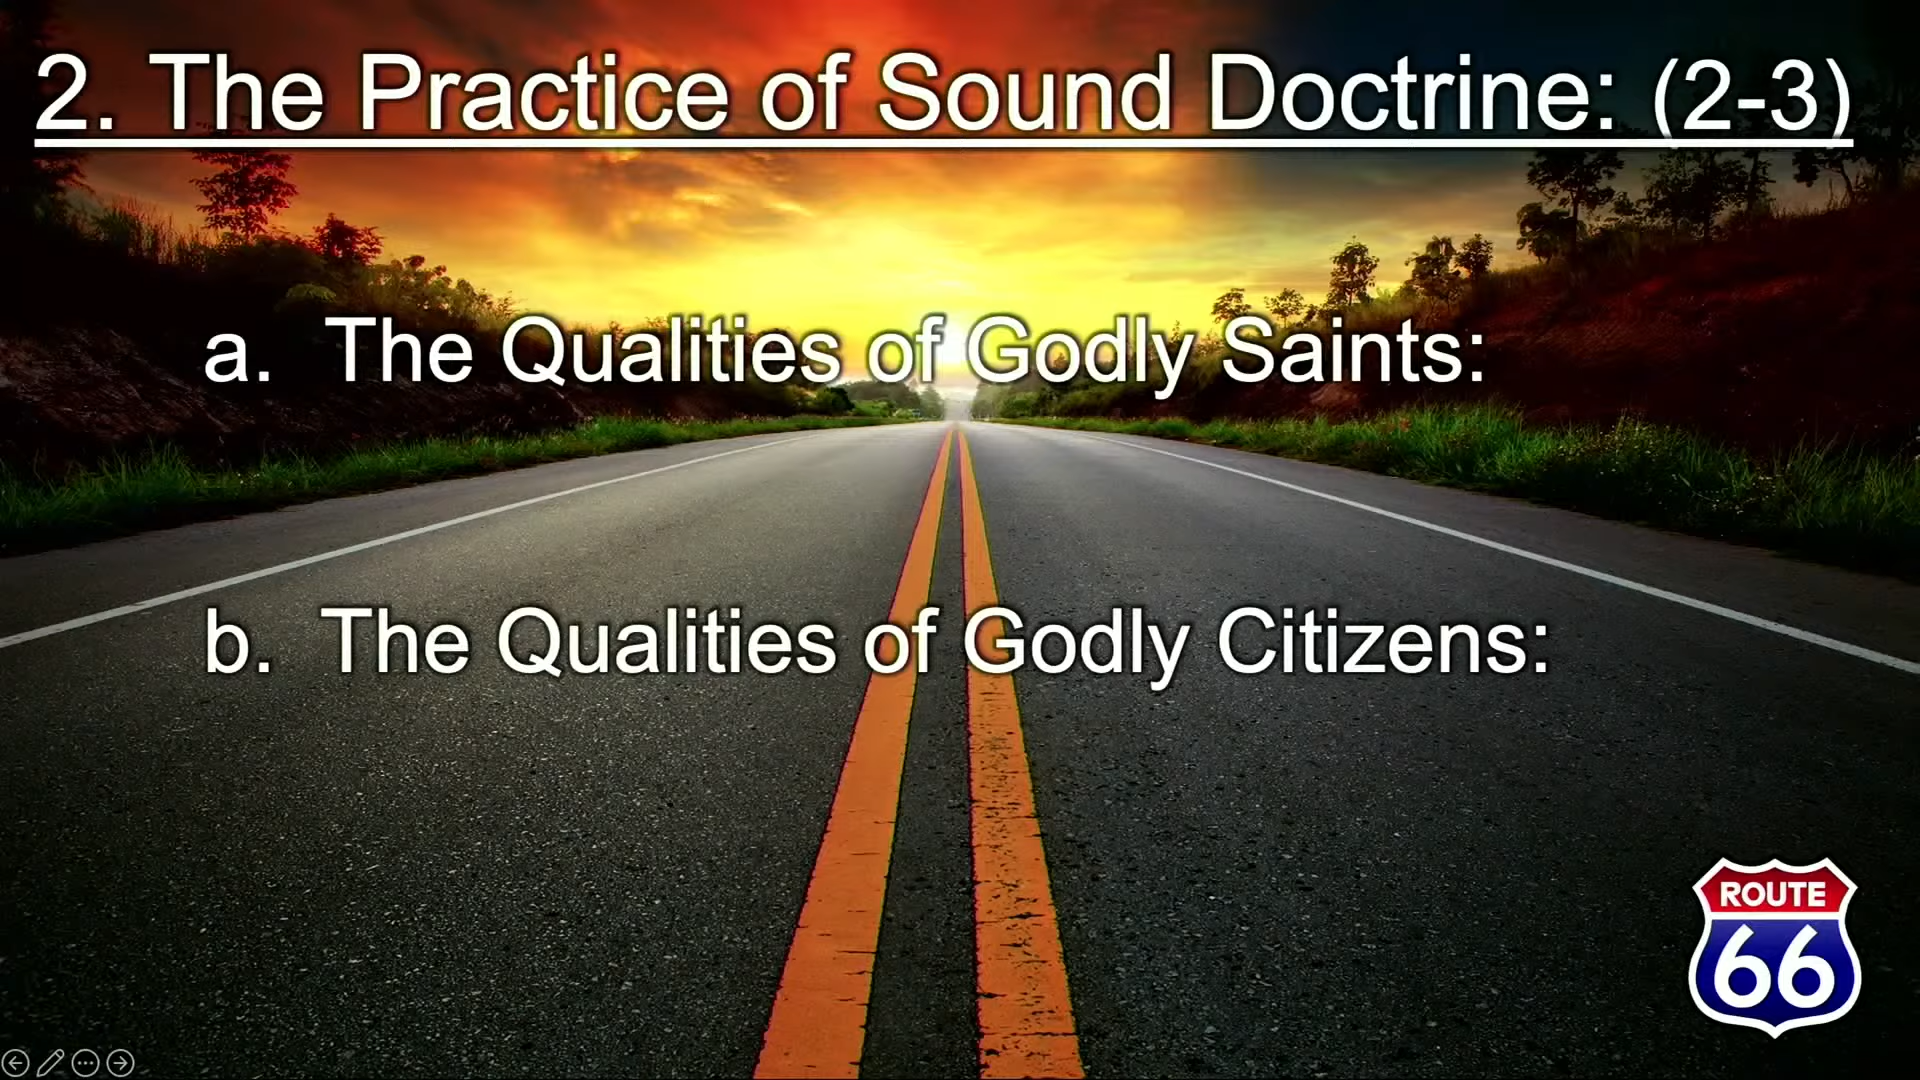 2. The Practice of Sound Doctrine: (2-3)
a. The Qualities of Godly Saints:
b. The Qualities of Godly Citizens:
ROUTE
66